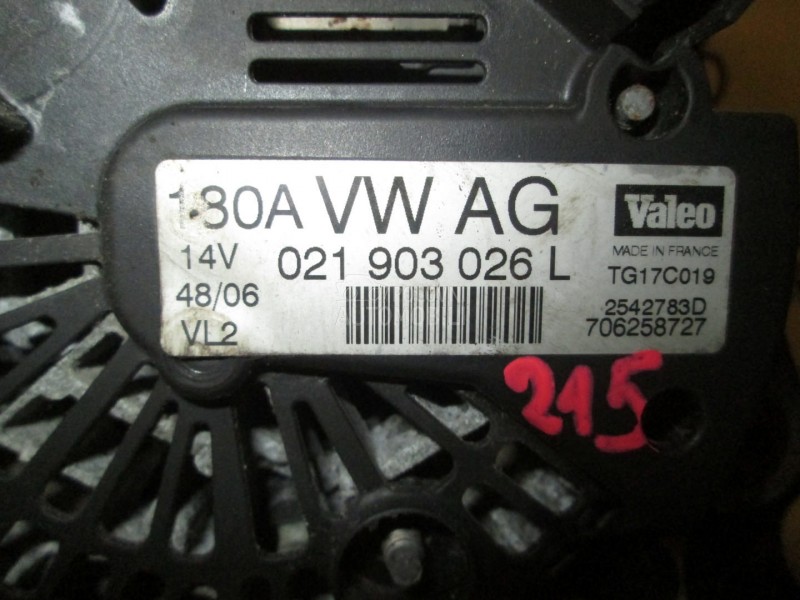 180A VW AG
14V 021 903 026 L
48/06
VL2
Valeo
MADE IN FRANCE
TG17C019
2542783D
706258727
215